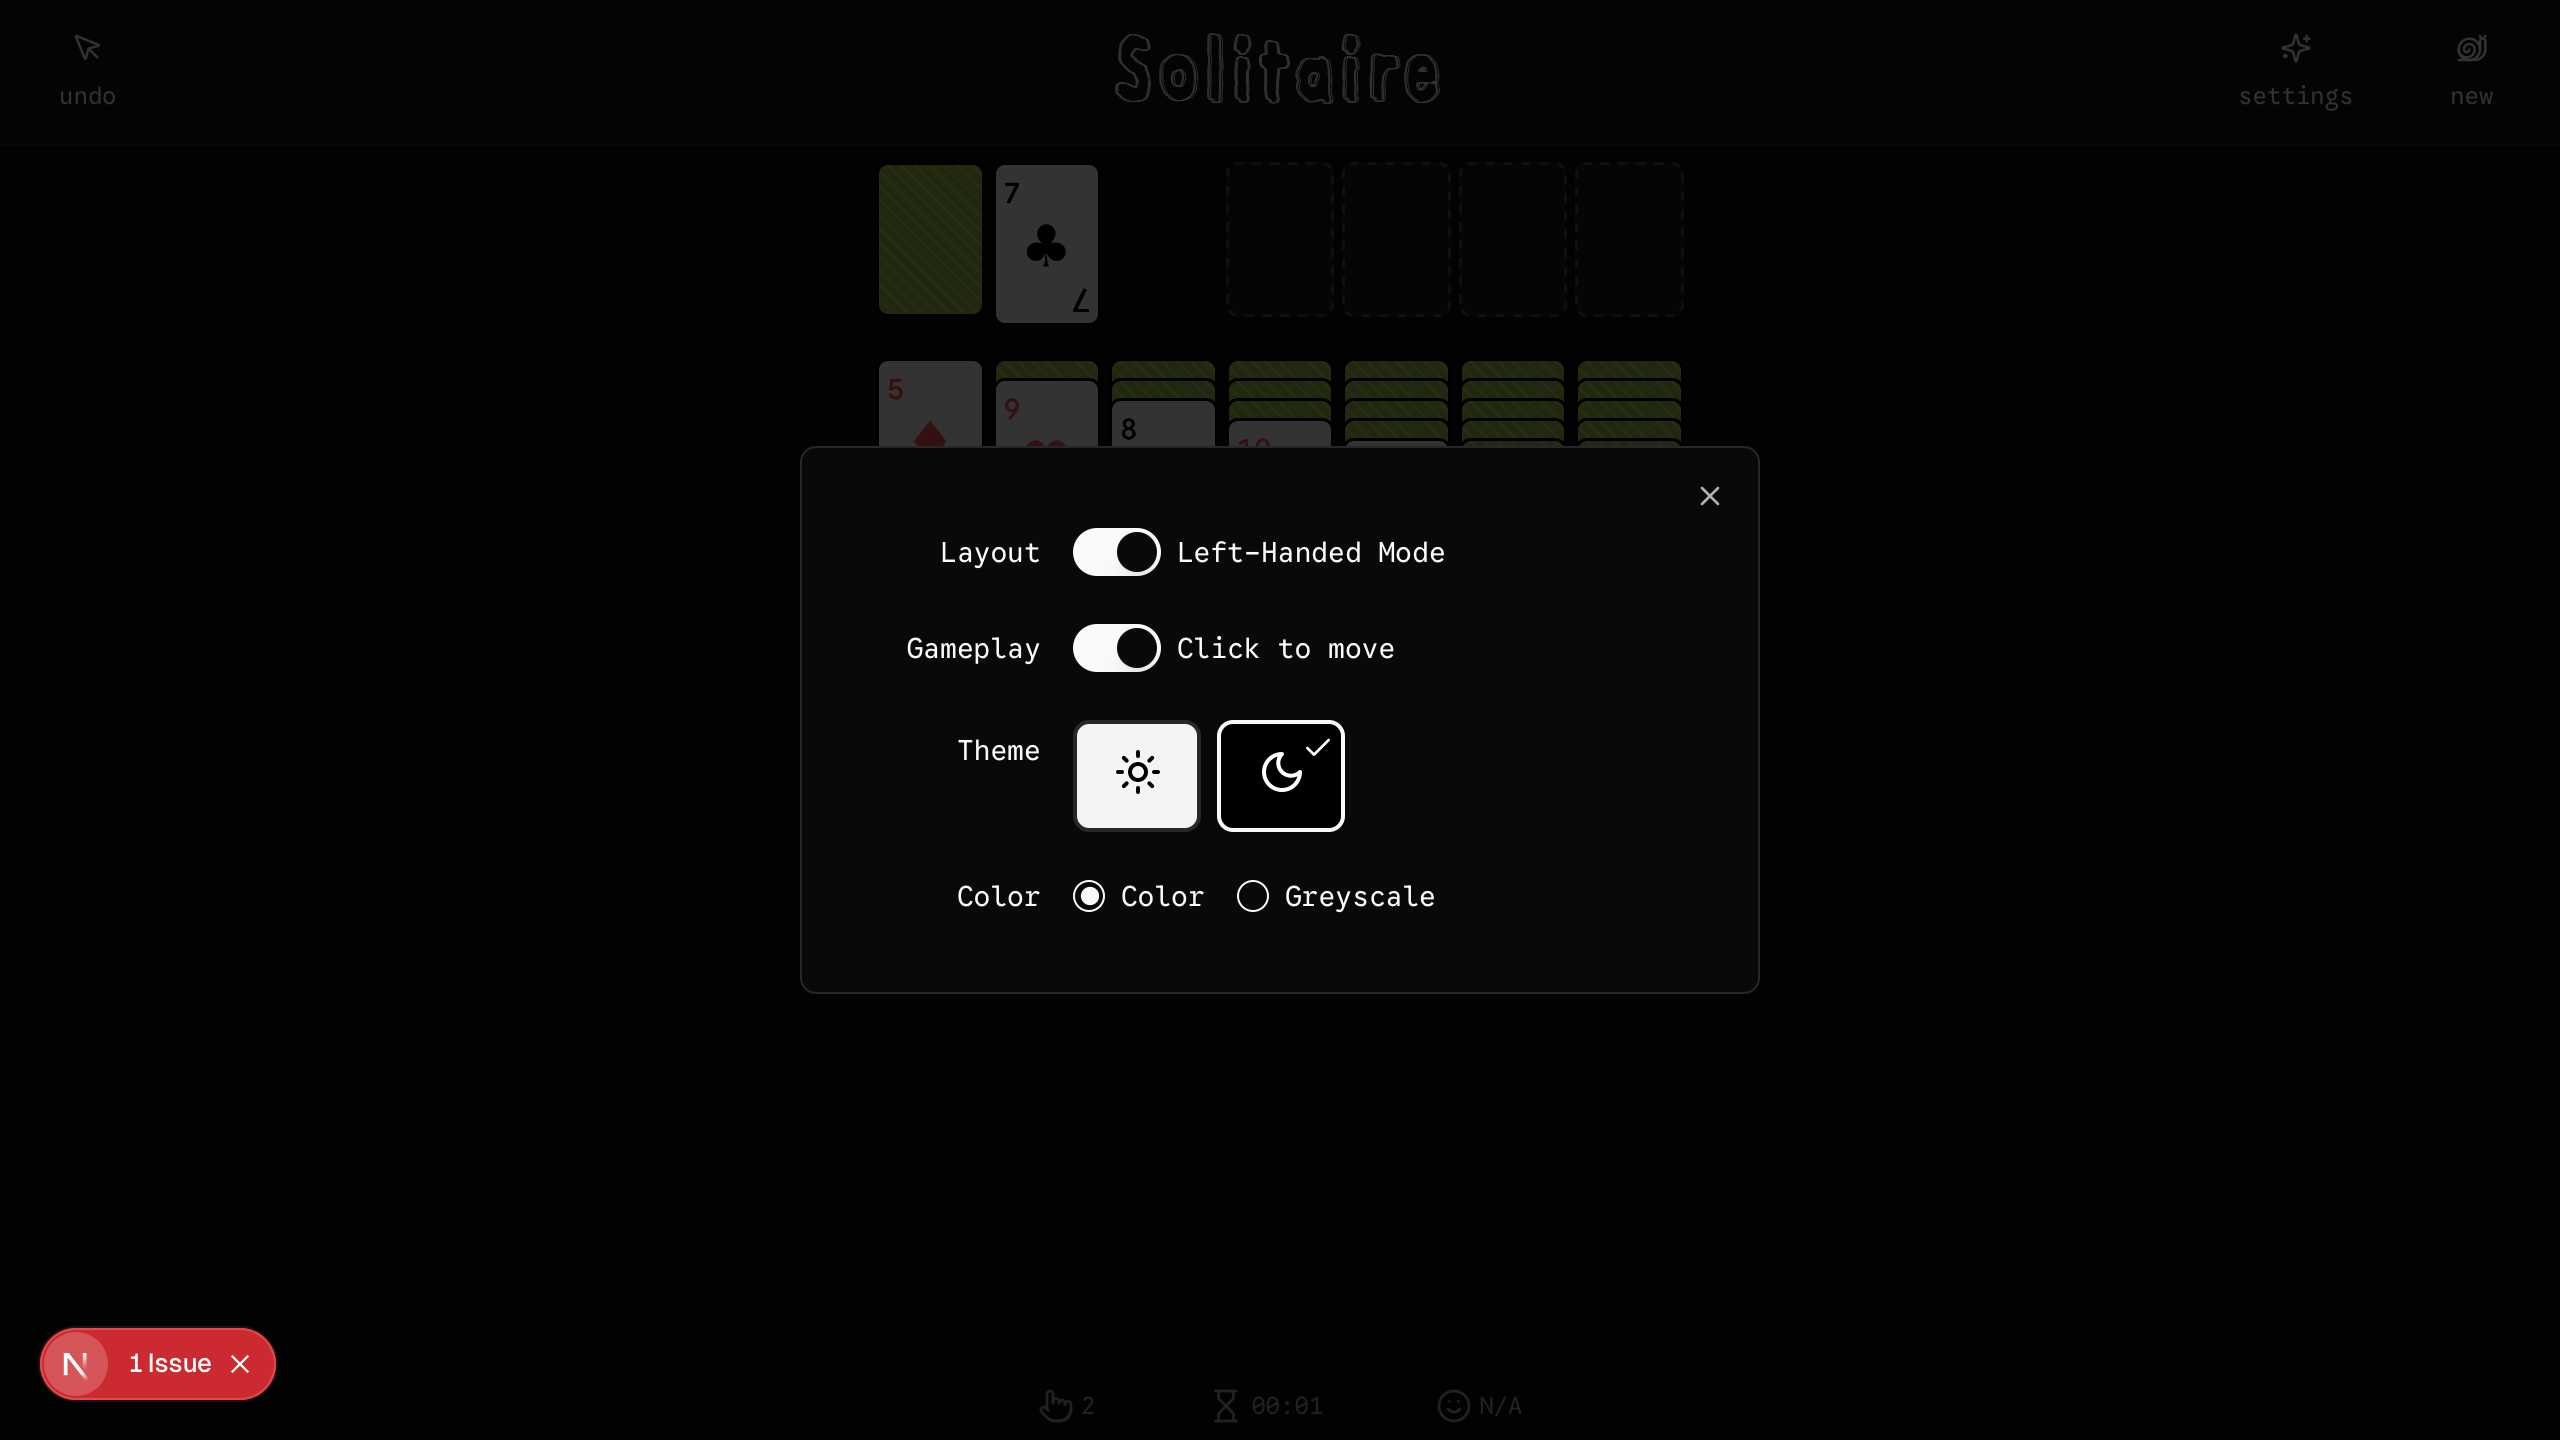 Solitaire
undo
settings
new
7
7
5
9
8
10
Layout
Left-Handed Mode
Gameplay
Click to move
Theme
Color
Color
Greyscale
N
1 Issue
2
00:01
N/A